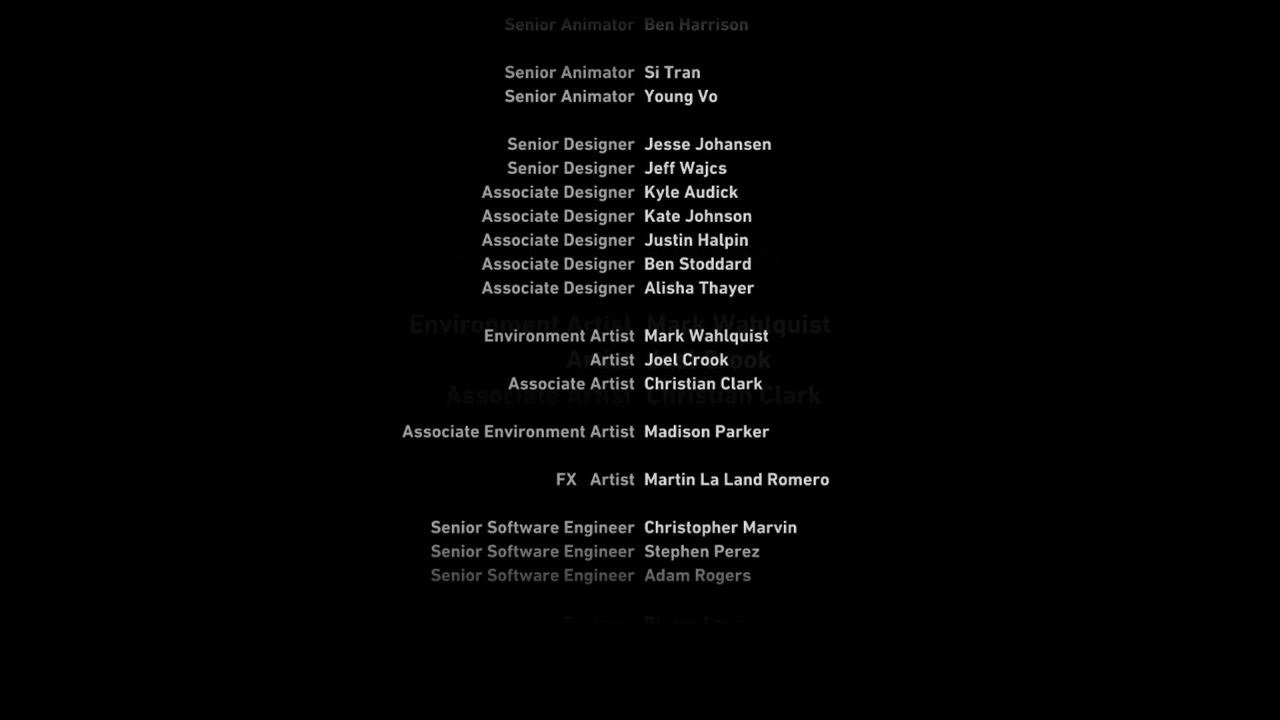 Senior Animator Ben Harrison
Senior Animator Si Tran
Senior Animator Young Vo
Senior Designer Jesse Johansen
Senior Designer Jeff Wajcs
Associate Designer Kyle Audick
Associate Designer Kate Johnson
Associate Designer Justin Halpin
Associate Designer Ben Stoddard
Associate Designer Alisha Thayer
Environment Artist Mark Wahlquist
Artist Joel Crook
Associate Artist Christian Clark
Associate Environment Artist Madison Parker
FX Artist Martin La Land Romero
Senior Software Engineer Christopher Marvin
Senior Software Engineer Stephen Perez
Senior Software Engineer Adam Rogers